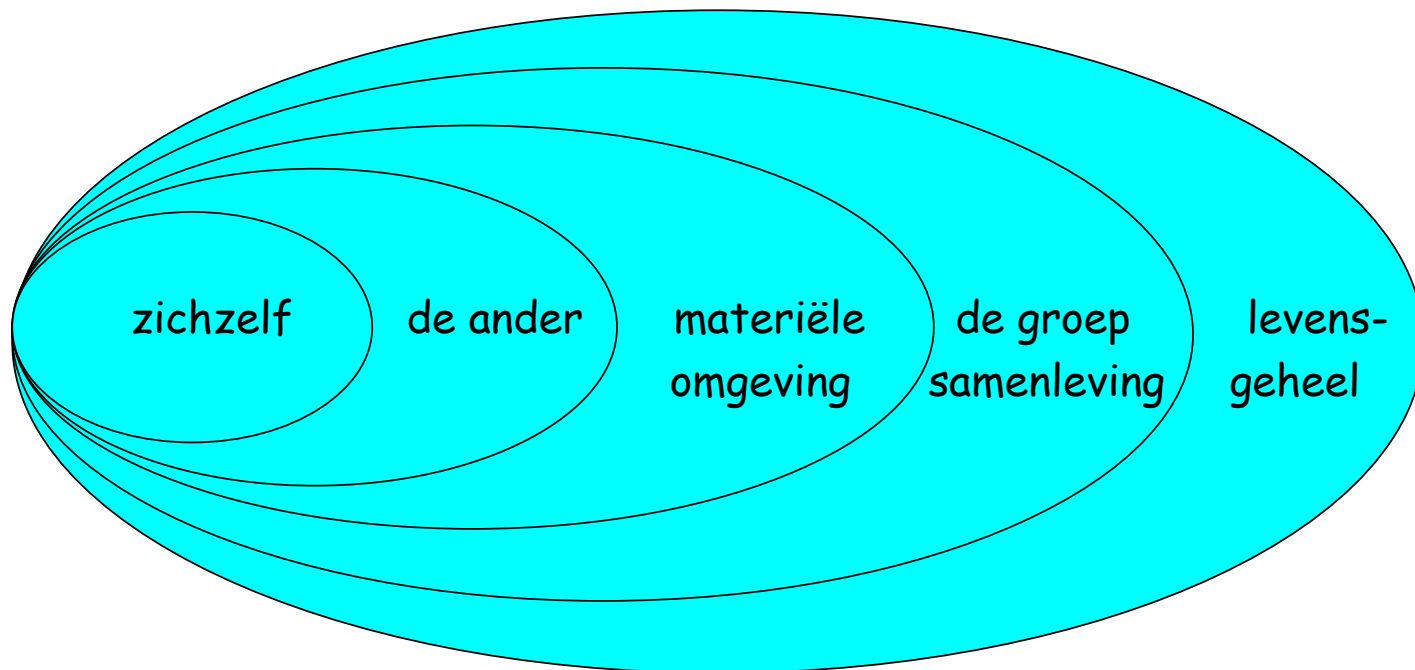 zichzelf
de ander
materiële
omgeving
de groep
samenleving
levens-
geheel